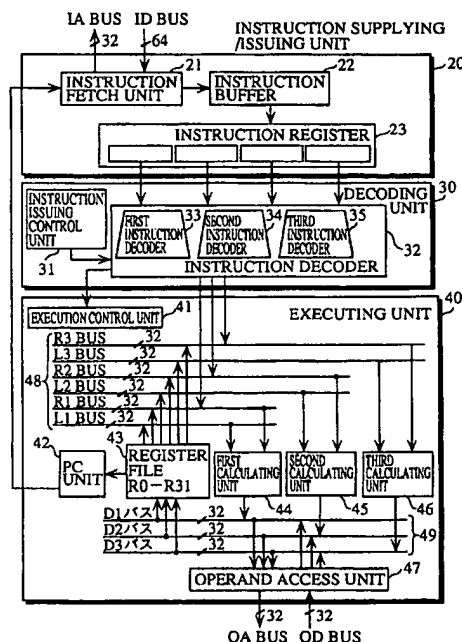 IA BUS
ID BUS
INSTRUCTION SUPPLYING
/ISSUING UNIT
32
64
20
21
INSTRUCTION
FETCH UNIT
22
INSTRUCTION
BUFFER
INSTRUCTION REGISTER
23
DECODING
UNIT
30
INSTRUCTION
ISSUING
CONTROL
UNIT
31
FIRST
INSTRUCTION
DECODER
33
SECOND
INSTRUCTION
DECODER
34
THIRD
INSTRUCTION
DECODER
35
32
INSTRUCTION DECODER
EXECUTION CONTROL UNIT
41
EXECUTING UNIT
40
R3 BUS 32
L3 BUS 32
R2 BUS 32
L2 BUS 32
R1 BUS 32
L1 BUS 32
48
42
PC
UNIT
43
REGISTER
FILE
R0-R31
FIRST
CALCULATING
UNIT
44
SECOND
CALCULATING
UNIT
45
THIRD
CALCULATING
UNIT
46
D1バス 32
D2バス 32
D3バス 32
49
OPERAND ACCESS UNIT
47
32
32
OA BUS
OD BUS